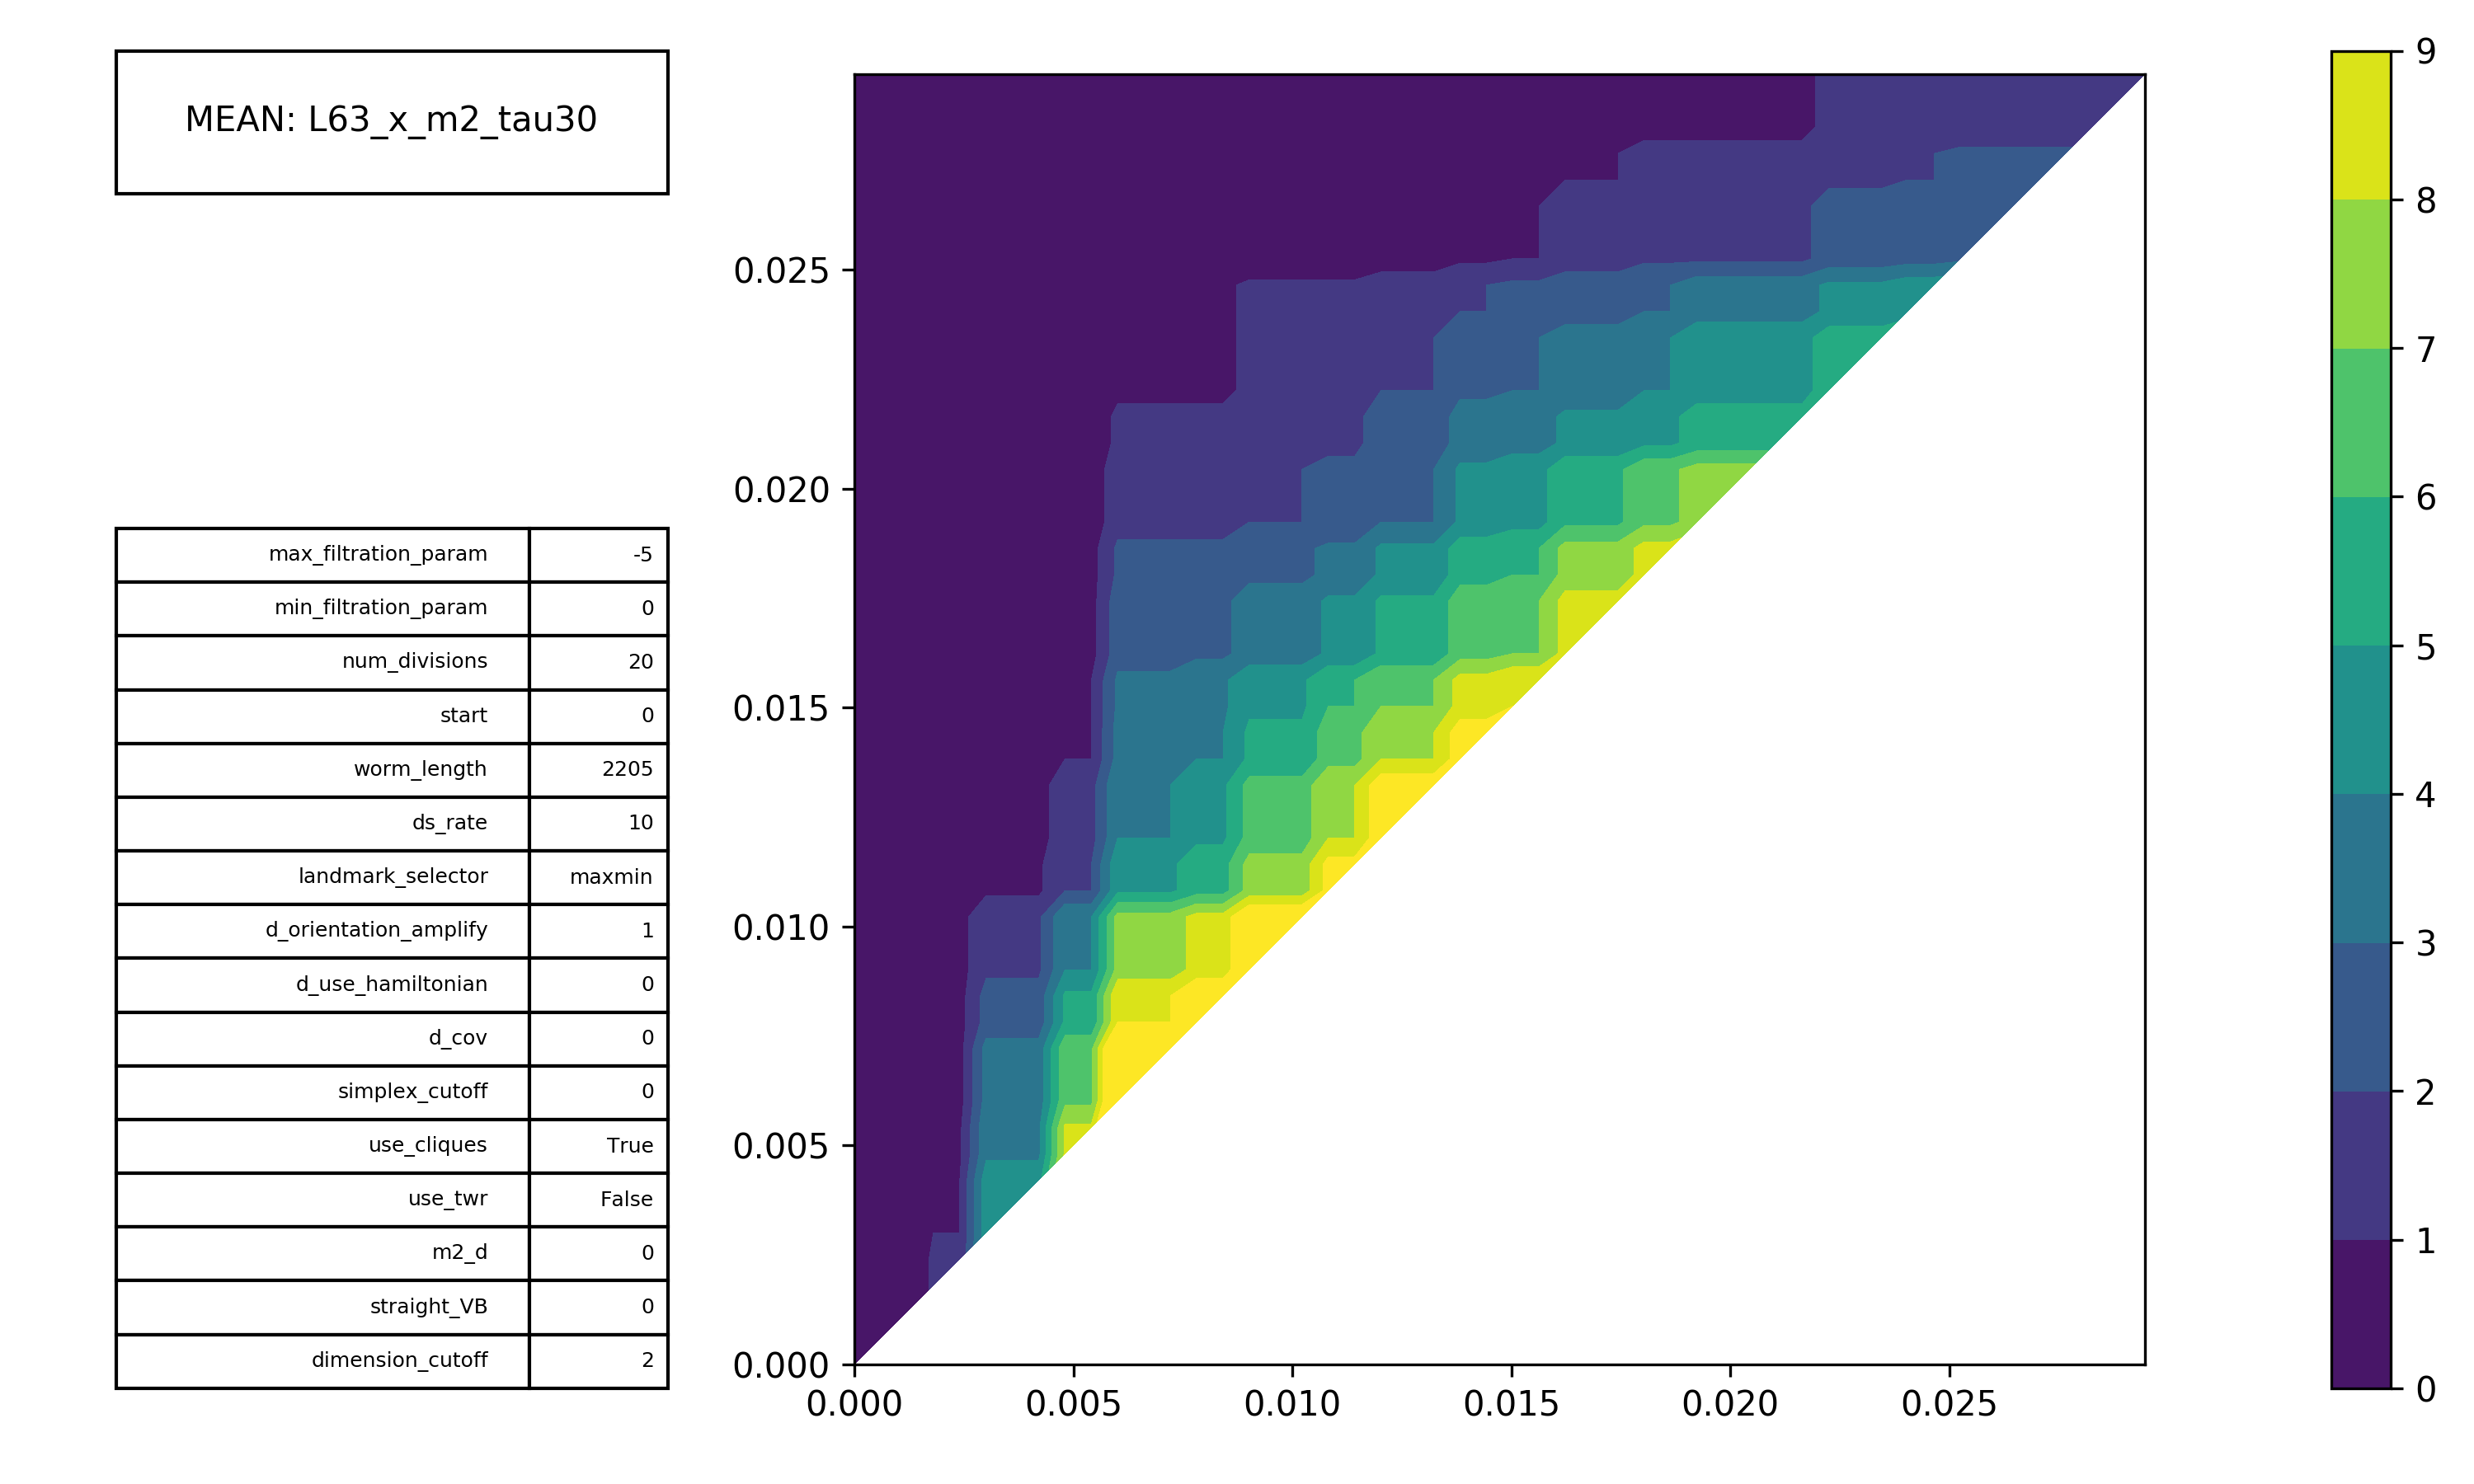 MEAN: L63_x_m2_tau30
max_filtration_param -5
min_filtration_param 0
num_divisions 20
start 0
worm_length 2205
ds_rate 10
landmark_selector maxmin
d_orientation_amplify 1
d_use_hamiltonian 0
d_cov 0
simplex_cutoff 0
use_cliques True
use_twr False
m2_d 0
straight_VB 0
dimension_cutoff 2
0.025
0.020
0.015
0.010
0.005
0.000
0.000 0.005 0.010 0.015 0.020 0.025
9
8
7
6
5
4
3
2
1
0